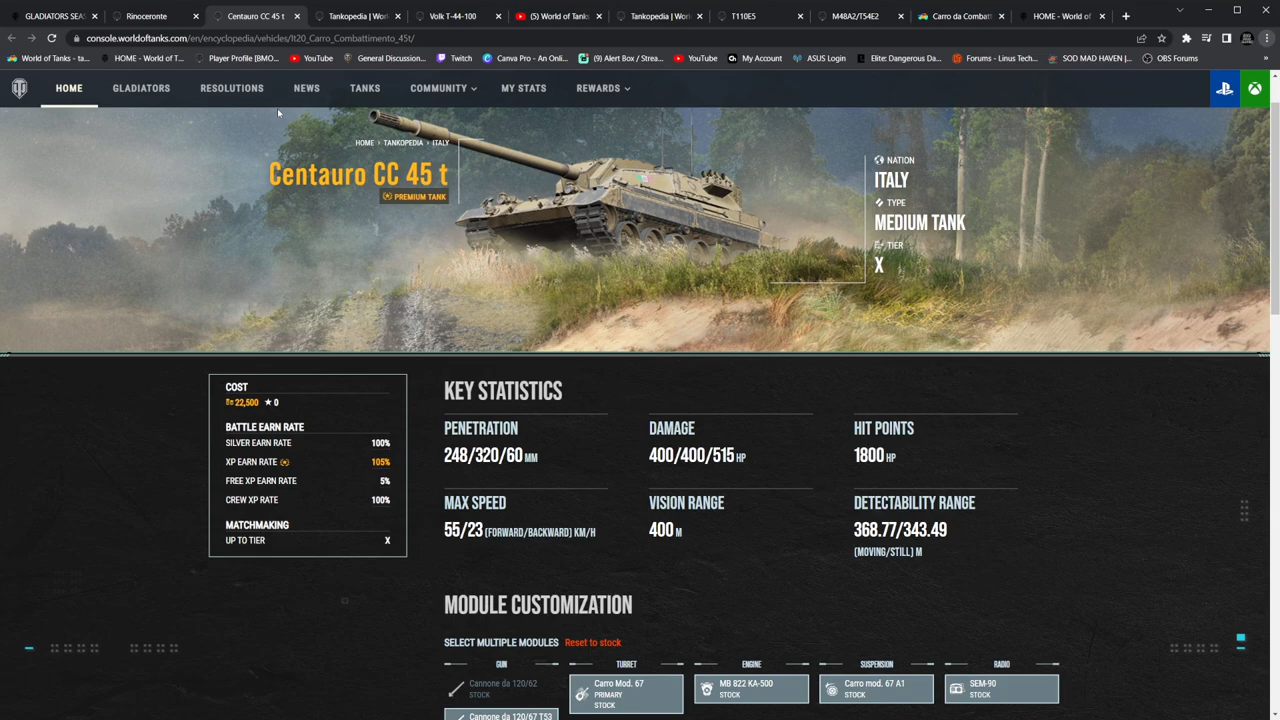 GLADIATORS SEAS
Rinoceronte
Centauro CC 45 t
Tankopedia | Worl
Volk T-44-100
(5) World of Tanks
Tankopedia | World
T110E5
M48A2/T54E2
Carro da Combatt
HOME - World of
console.worldoftanks.com/en/encyclopedia/vehicles/It20_Carro_Combattimento_45t/
World of Tanks - ta...
HOME - World of T...
Player Profile [BMO...
YouTube
General Discussion...
Twitch
Canva Pro - An Onli...
(9) Alert Box / Strea...
YouTube
My Account
ASUS Login
Elite: Dangerous Da...
Forums - Linus Tech...
SOD MAD HAVEN |...
OBS Forums
»
HOME
GLADIATORS
RESOLUTIONS
NEWS
TANKS
COMMUNITY
MY STATS
REWARDS
HOME › TANKOPEDIA › ITALY
Centauro CC 45 t
PREMIUM TANK
NATION
ITALY
TYPE
MEDIUM TANK
TIER
X
COST
22,500 ★ 0
BATTLE EARN RATE
SILVER EARN RATE 100%
XP EARN RATE 105%
FREE XP EARN RATE 5%
CREW XP RATE 100%
MATCHMAKING
UP TO TIER X
KEY STATISTICS
PENETRATION
248/320/60 MM
DAMAGE
400/400/515 HP
HIT POINTS
1800 HP
MAX SPEED
55/23 (FORWARD/BACKWARD) KM/H
VISION RANGE
400 M
DETECTABILITY RANGE
368.77/343.49
(MOVING/STILL) M
MODULE CUSTOMIZATION
SELECT MULTIPLE MODULES Reset to stock
GUN
TURRET
ENGINE
SUSPENSION
RADIO
Cannone da 120/62
STOCK
Carro Mod. 67
PRIMARY
STOCK
MB 822 KA-500
STOCK
Carro mod. 67 A1
STOCK
SEM-90
STOCK
Cannone da 120/67 T53